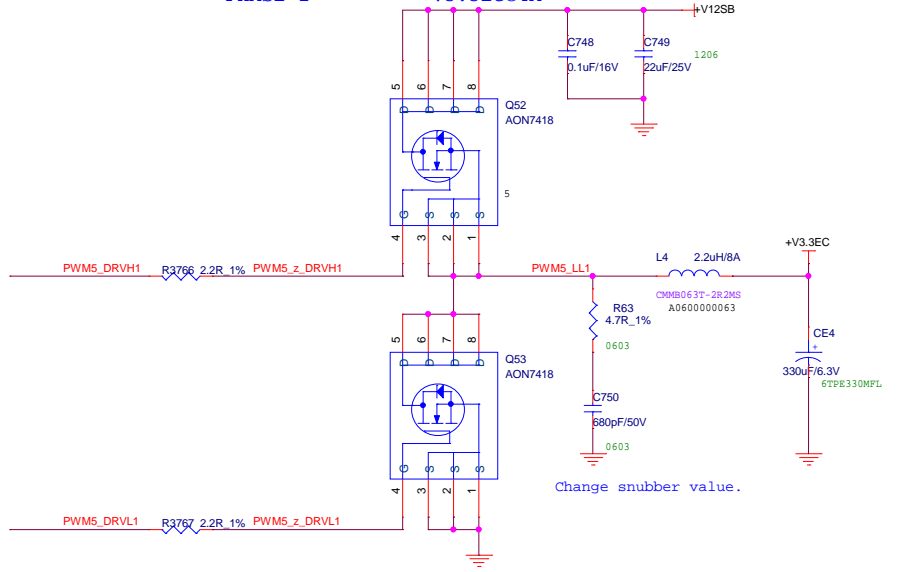 +V12SB
C748
0.1uF/16V
C749
22uF/25V
1206
5
6
7
8
D
D
D
D
Q52
AON7418
5
G
S
S
S
4
3
2
1
PWM5_DRVH1
R3766
2.2R_1%
PWM5_z_DRVH1
PWM5_LL1
L4
2.2uH/8A
CMMB063T-2R2MS
A0600000063
+V3.3EC
R63
4.7R_1%
0603
CE4
+
330uF/6.3V
6TPE330MFL
5
6
7
8
D
D
D
D
Q53
AON7418
C750
680pF/50V
0603
G
S
S
S
4
3
2
1
Change snubber value.
PWM5_DRVL1
R3767
2.2R_1%
PWM5_z_DRVL1